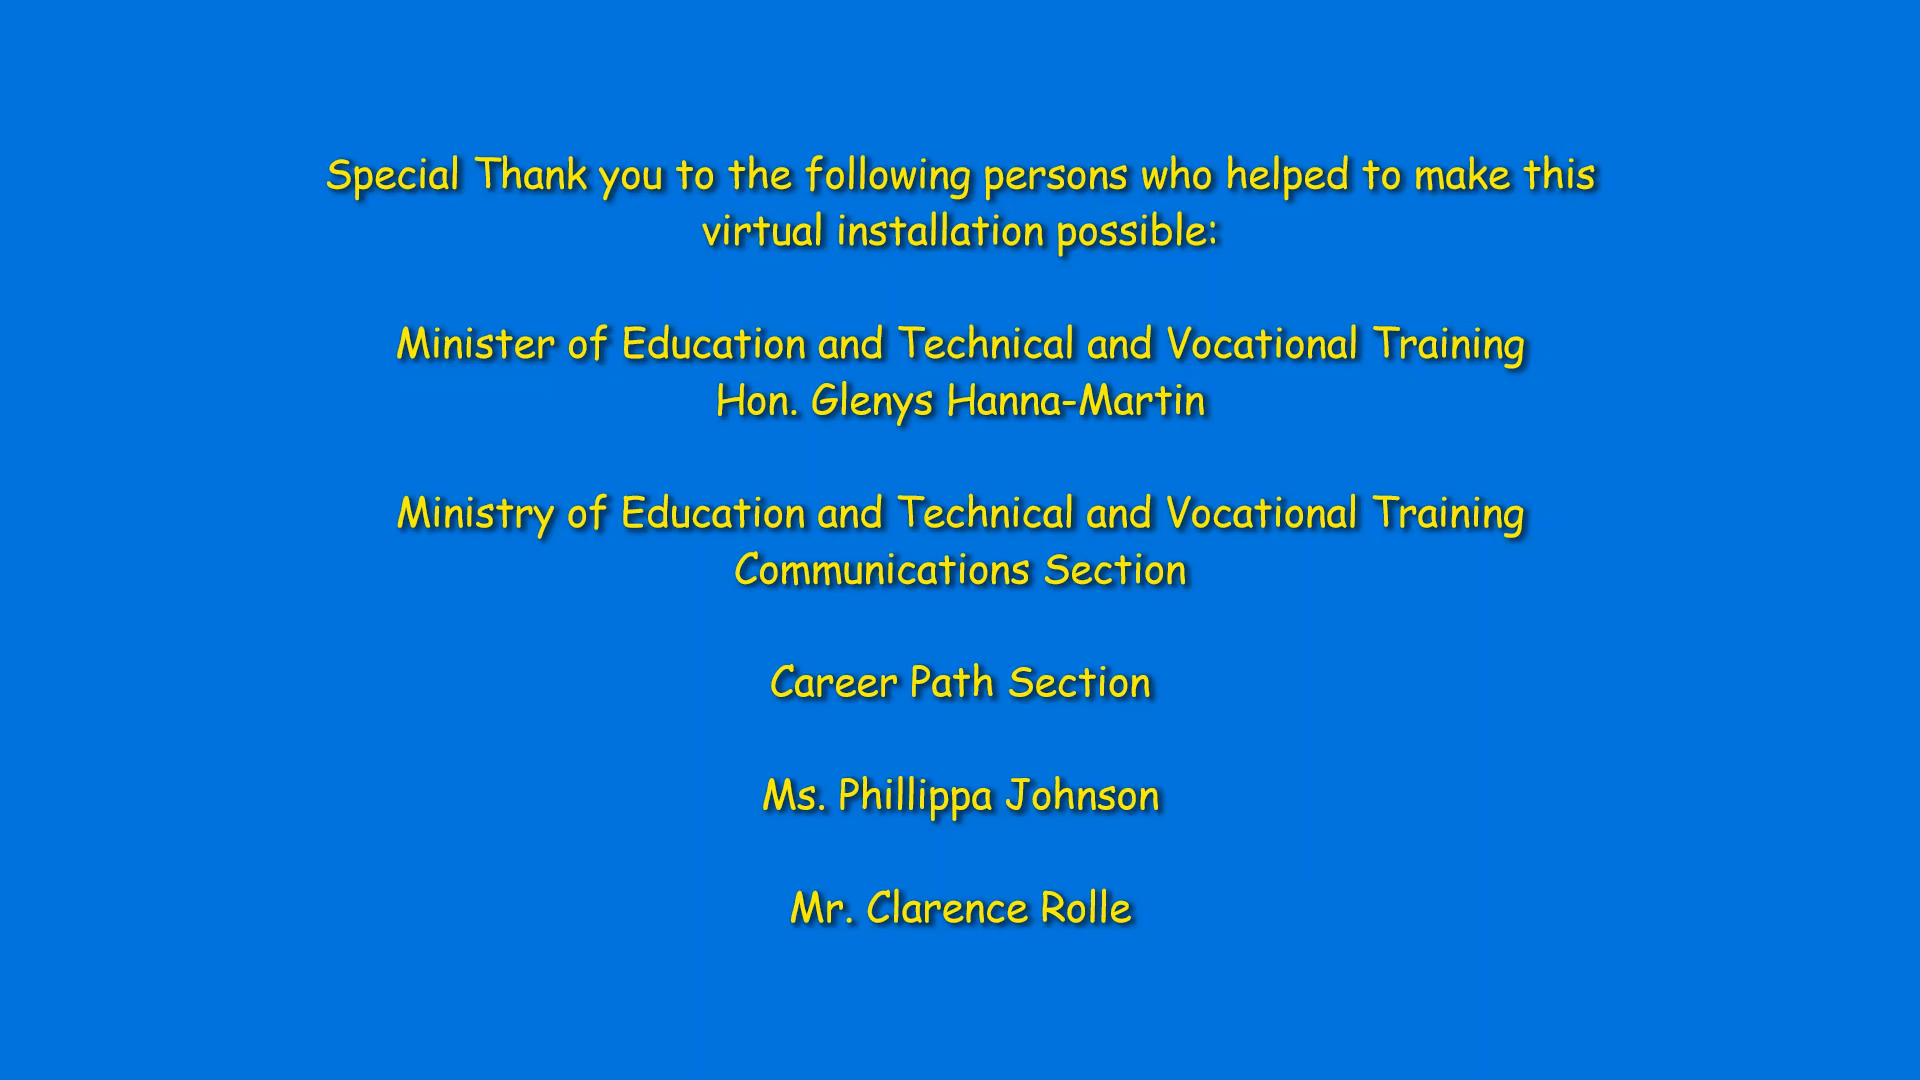 Special Thank you to the following persons who helped to make this
virtual installation possible:
Minister of Education and Technical and Vocational Training
Hon. Glenys Hanna-Martin
Ministry of Education and Technical and Vocational Training
Communications Section
Career Path Section
Ms. Phillippa Johnson
Mr. Clarence Rolle